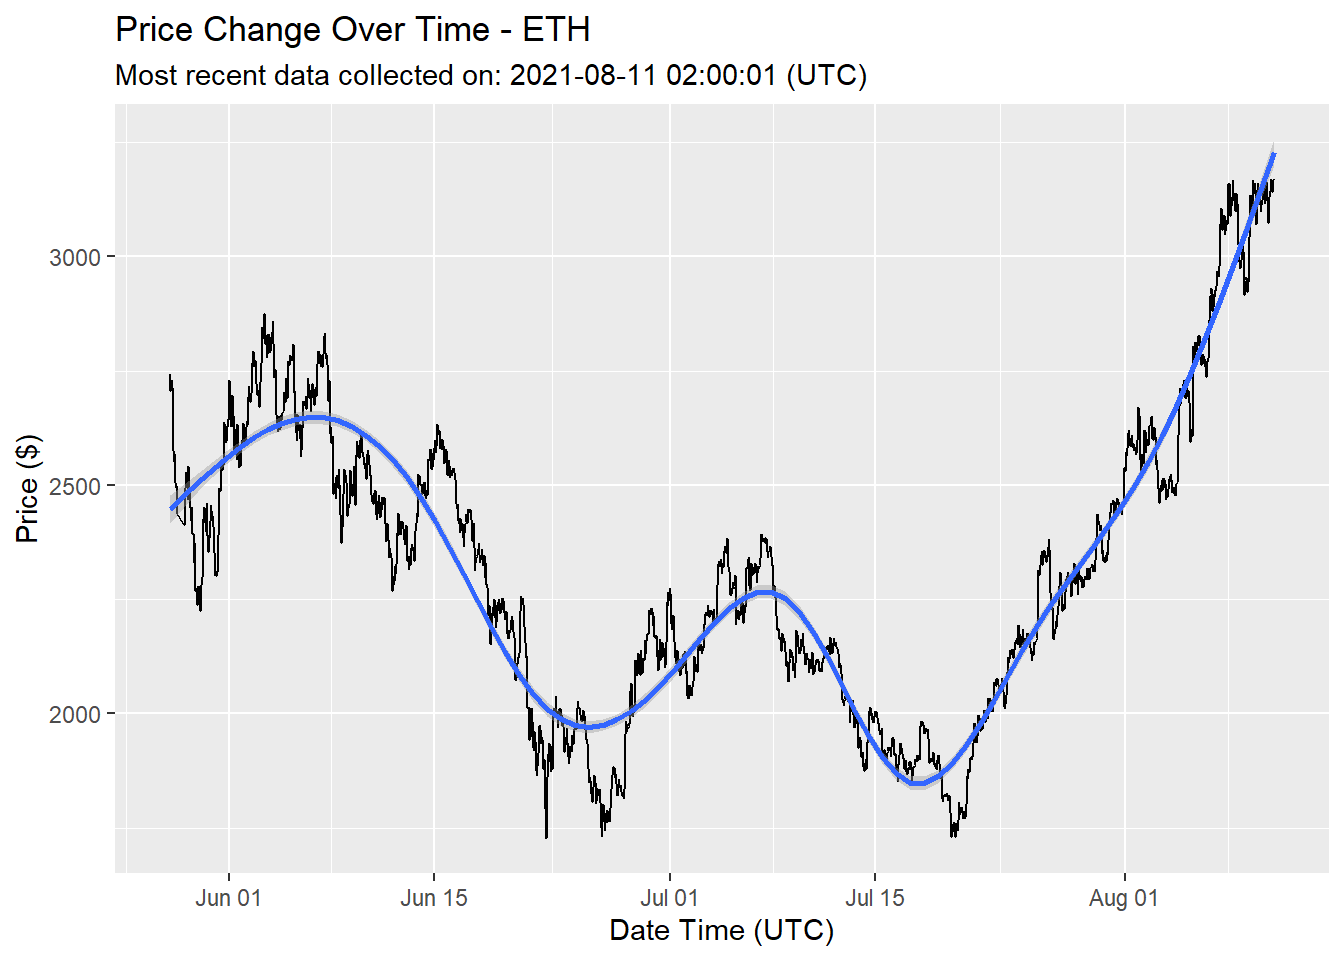 Price Change Over Time - ETH
Most recent data collected on: 2021-08-11 02:00:01 (UTC)
Price ($)
3000
2500
2000
Jun 01
Jun 15
Jul 01
Jul 15
Aug 01
Date Time (UTC)